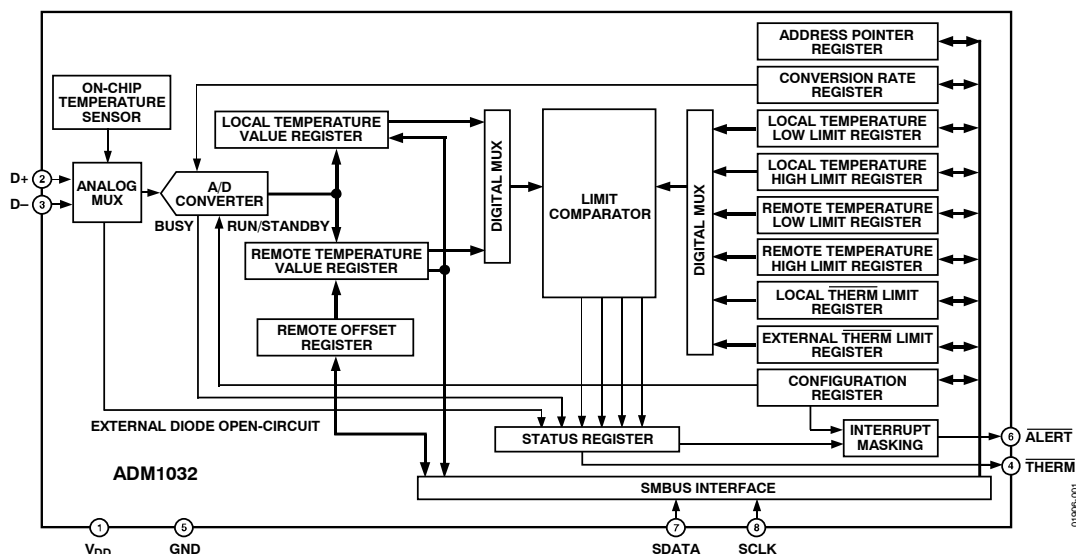 ADDRESS POINTER
REGISTER
CONVERSION RATE
REGISTER
ON-CHIP
TEMPERATURE
SENSOR
LOCAL TEMPERATURE
VALUE REGISTER
LOCAL TEMPERATURE
LOW LIMIT REGISTER
D+
2
D–
3
ANALOG
MUX
A/D
CONVERTER
BUSY
RUN/STANDBY
DIGITAL MUX
LIMIT
COMPARATOR
DIGITAL MUX
LOCAL TEMPERATURE
HIGH LIMIT REGISTER
REMOTE TEMPERATURE
LOW LIMIT REGISTER
REMOTE TEMPERATURE
VALUE REGISTER
REMOTE TEMPERATURE
HIGH LIMIT REGISTER
LOCAL THERM LIMIT
REGISTER
REMOTE OFFSET
REGISTER
EXTERNAL THERM LIMIT
REGISTER
CONFIGURATION
REGISTER
EXTERNAL DIODE OPEN-CIRCUIT
STATUS REGISTER
INTERRUPT
MASKING
6
ALERT
4
THERM
ADM1032
SMBUS INTERFACE
1
5
7
8
VDD
GND
SDATA
SCLK
01906-001